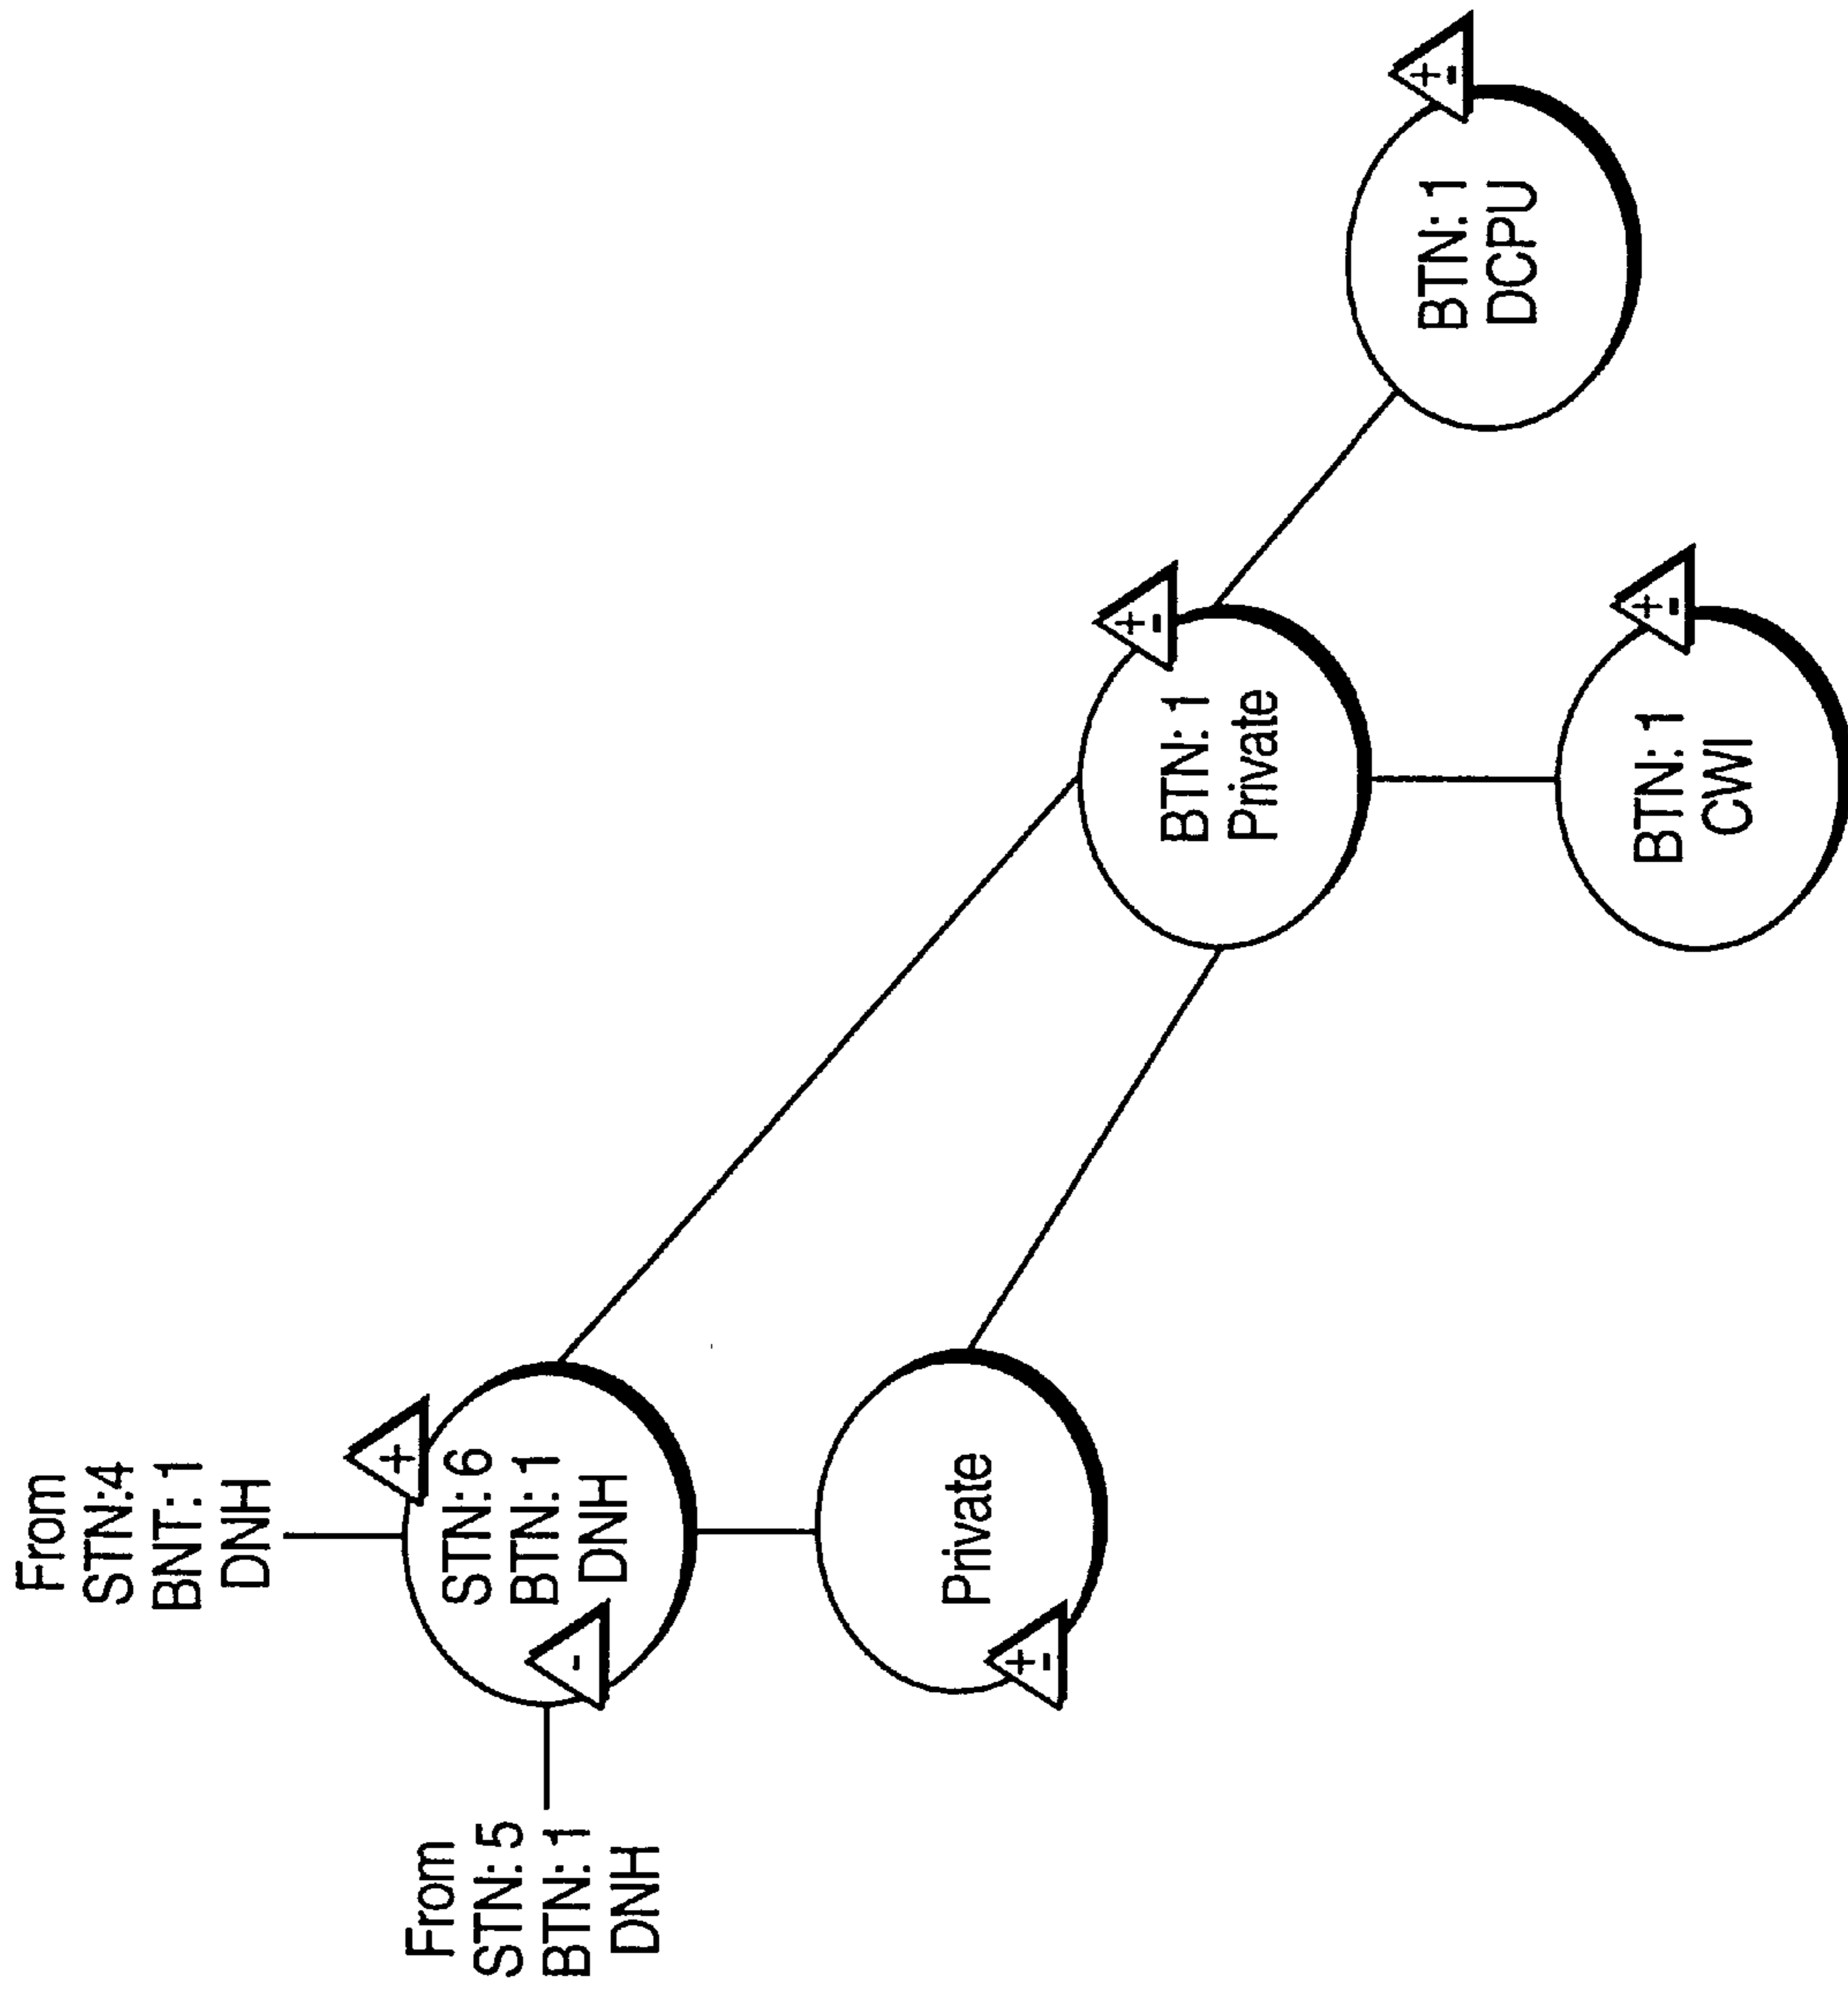 From
STN:4
BNT:1
DNH
+
From
STN:5
BTN:1
DNH
-
STN:6
BTN:1
DNH
+
-
Private
+
-
BTN:1
Private
+
-
BTN:1
DCPU
+
-
BTN:1
CWI